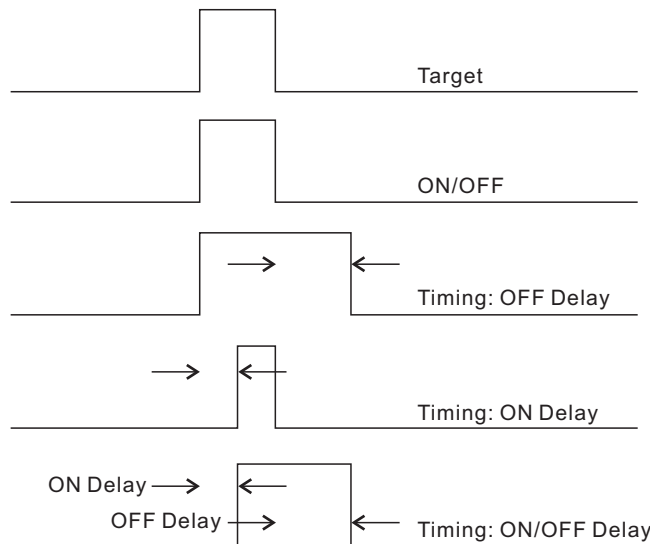 Target
ON/OFF
Timing: OFF Delay
Timing: ON Delay
ON Delay
OFF Delay
Timing: ON/OFF Delay